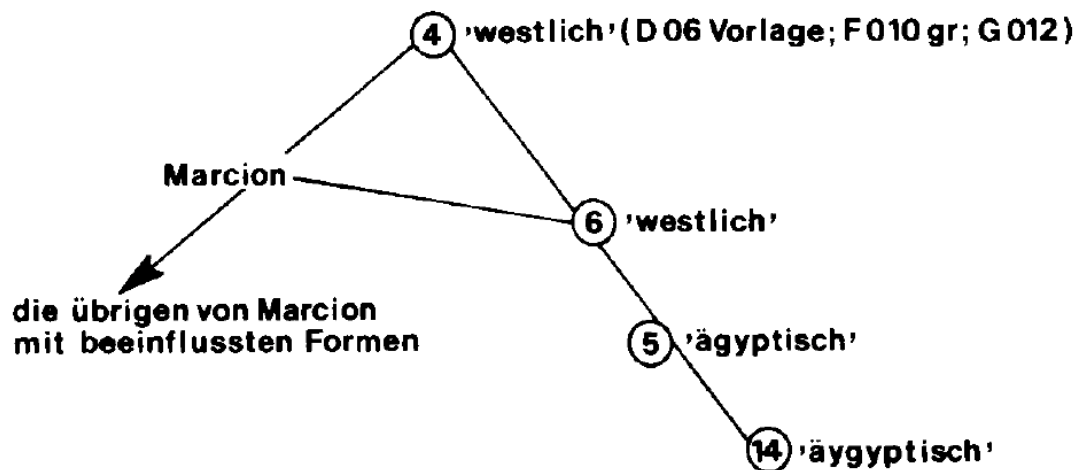 4 'westlich' (D 06 Vorlage; F 010 gr; G 012)
Marcion
6 'westlich'
die übrigen von Marcion
mit beeinflussten Formen
5 'ägyptisch'
14 'äygyptisch'